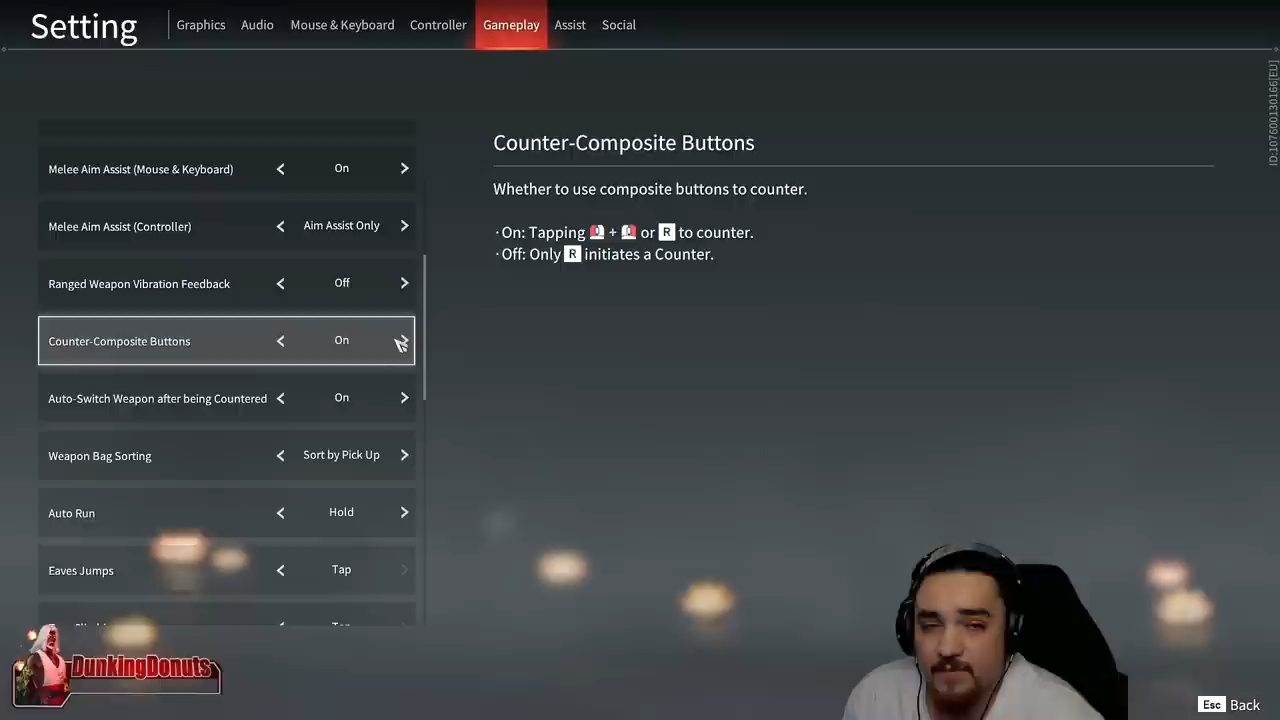 Setting
Graphics
Audio
Mouse & Keyboard
Controller
Gameplay
Assist
Social
ID:107600130166[EU]
Melee Aim Assist (Mouse & Keyboard)
On
Melee Aim Assist (Controller)
Aim Assist Only
Ranged Weapon Vibration Feedback
Off
Counter-Composite Buttons
On
Auto-Switch Weapon after being Countered
On
Weapon Bag Sorting
Sort by Pick Up
Auto Run
Hold
Eaves Jumps
Tap
Counter-Composite Buttons
Whether to use composite buttons to counter.
·On: Tapping + or R to counter.
·Off: Only R initiates a Counter.
DunkingDonuts
Esc Back